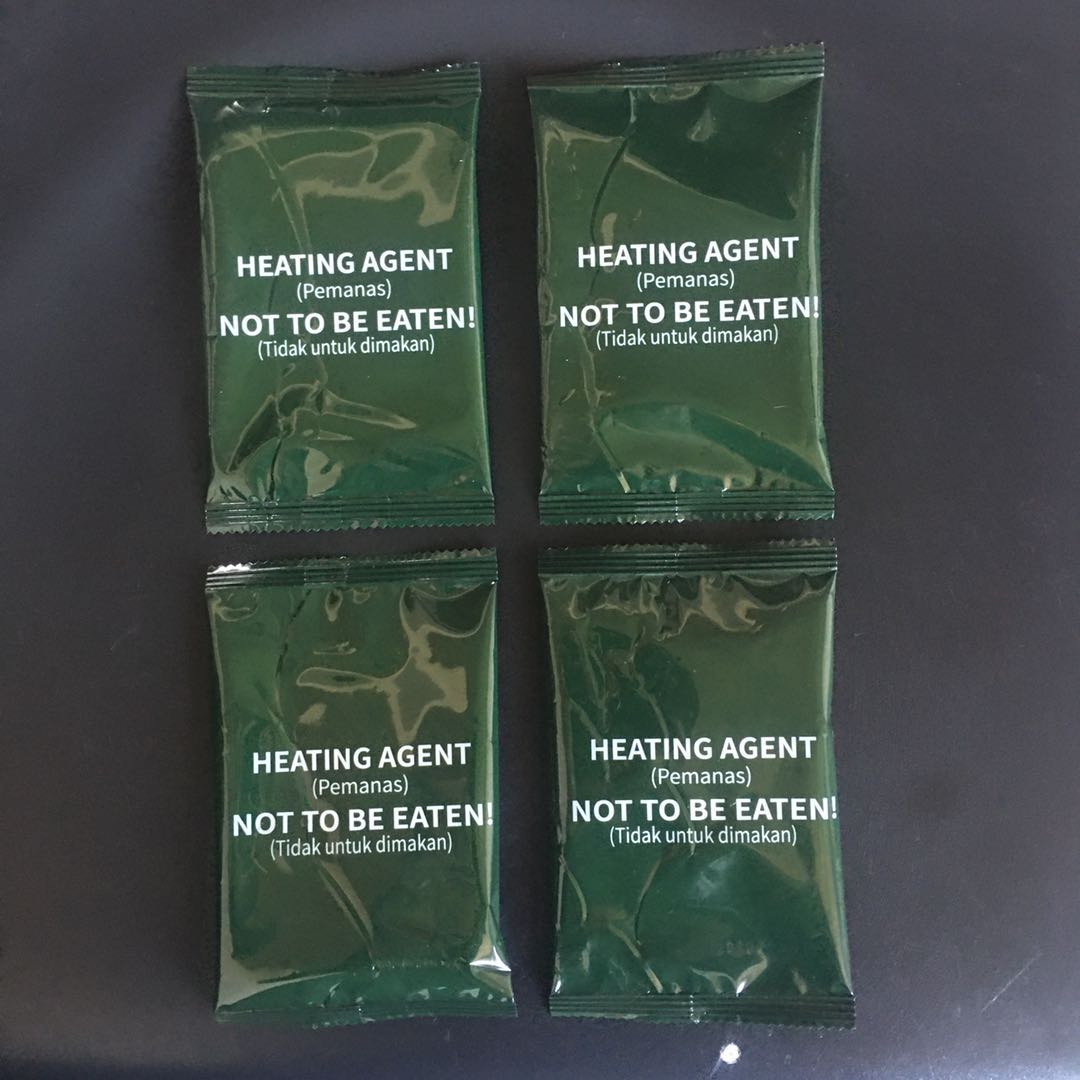 HEATING AGENT
(Pemanas)
NOT TO BE EATEN!
(Tidak untuk dimakan)
HEATING AGENT
(Pemanas)
NOT TO BE EATEN!
(Tidak untuk dimakan)
HEATING AGENT
(Pemanas)
NOT TO BE EATEN!
(Tidak untuk dimakan)
HEATING AGENT
(Pemanas)
NOT TO BE EATEN!
(Tidak untuk dimakan)